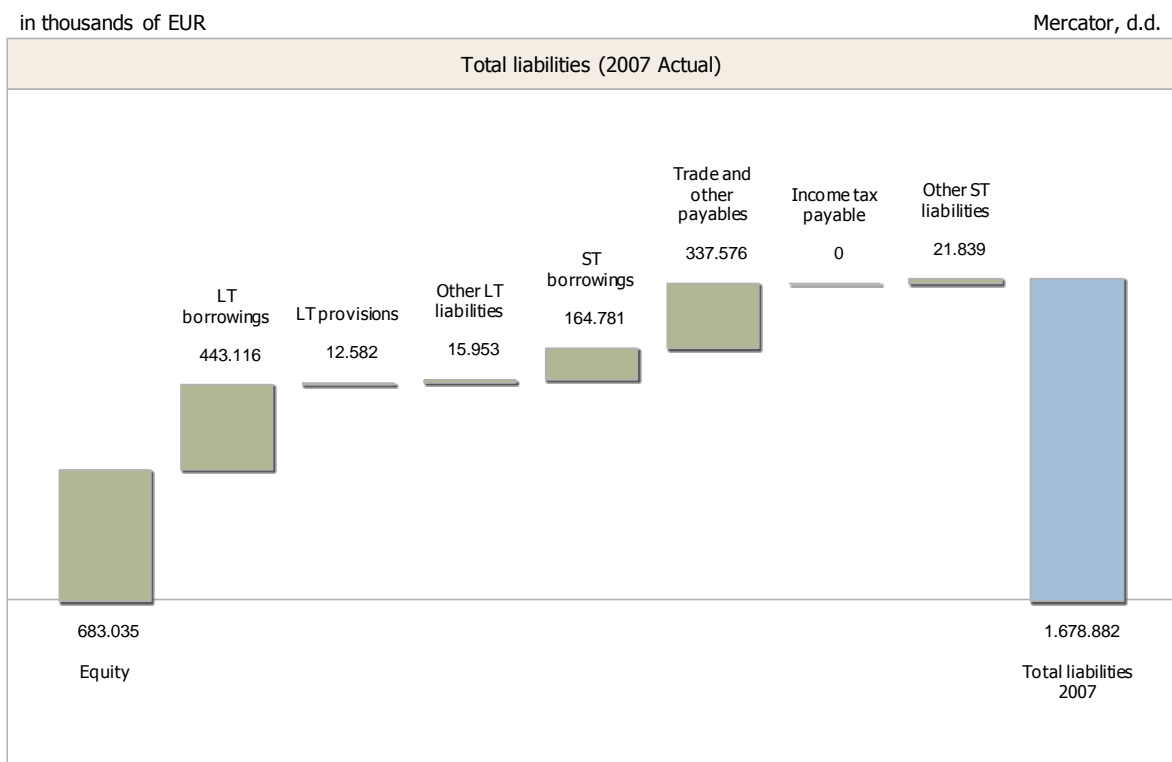 in thousands of EUR
Mercator, d.d.
Total liabilities (2007 Actual)
Trade and
other
payables
337.576
Income tax
payable
0
Other ST
liabilities
21.839
ST
borrowings
164.781
LT
borrowings
443.116
LT provisions
12.582
Other LT
liabilities
15.953
683.035
Equity
1.678.882
Total liabilities
2007